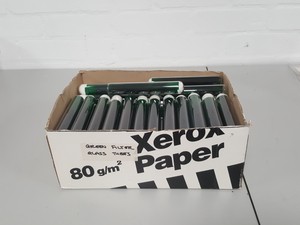 GREEN FILTER
GLASS TUBES
Xerox
80 g/m²
Paper